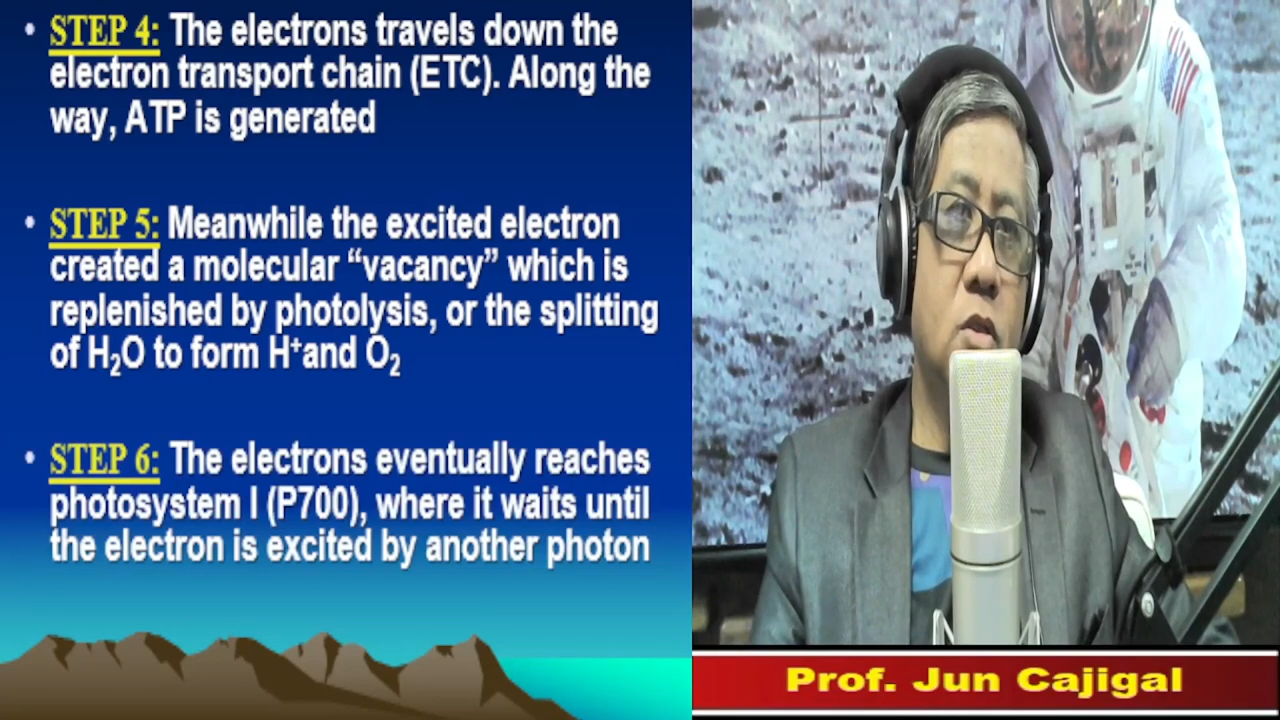 • STEP 4: The electrons travels down the
electron transport chain (ETC). Along the
way, ATP is generated
• STEP 5: Meanwhile the excited electron
created a molecular “vacancy” which is
replenished by photolysis, or the splitting
of H₂O to form H⁺and O₂
• STEP 6: The electrons eventually reaches
photosystem I (P700), where it waits until
the electron is excited by another photon
Prof. Jun Cajigal